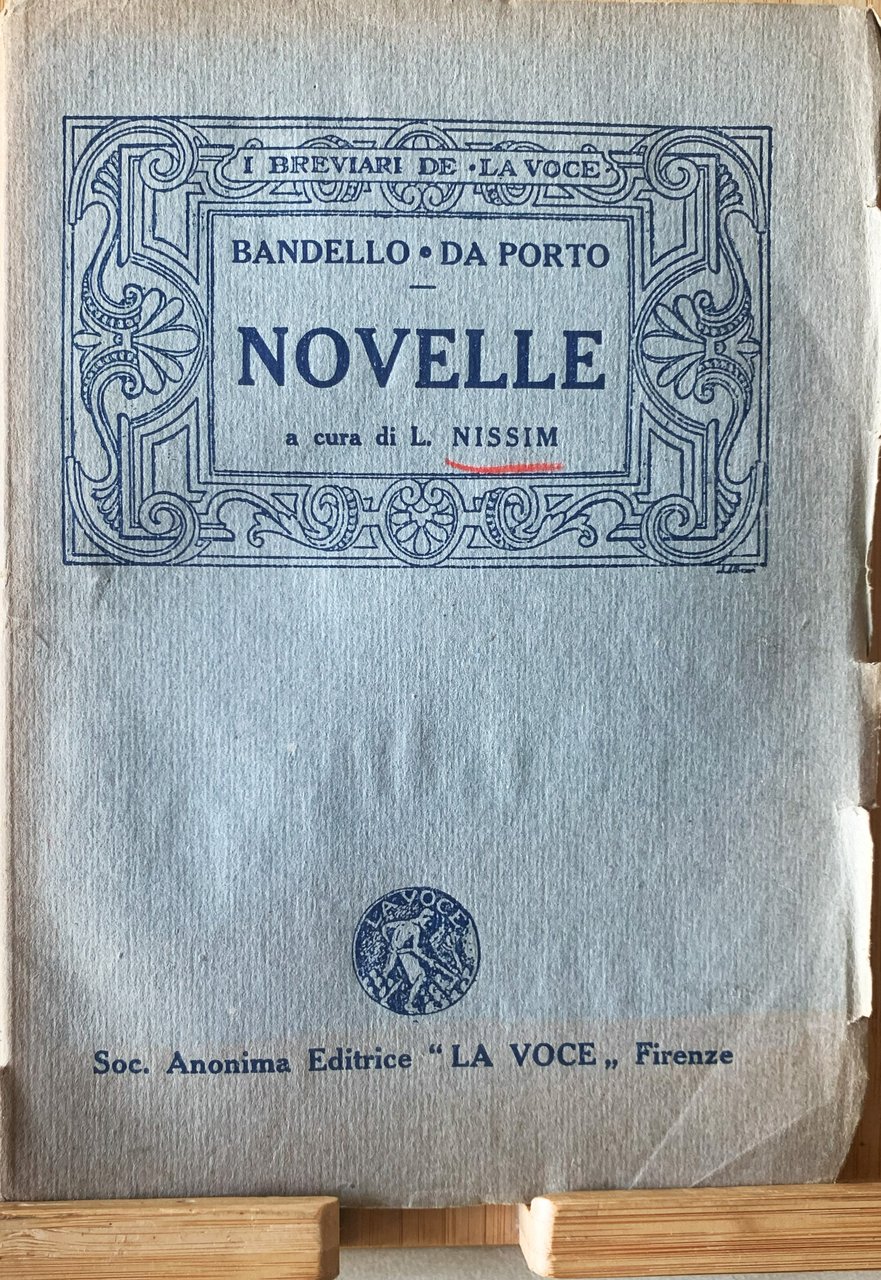 I BREVIARI DE • LA VOCE •
BANDELLO • DA PORTO
—
NOVELLE
a cura di L. NISSIM
LA VOCE
Soc. Anonima Editrice “ LA VOCE „ Firenze